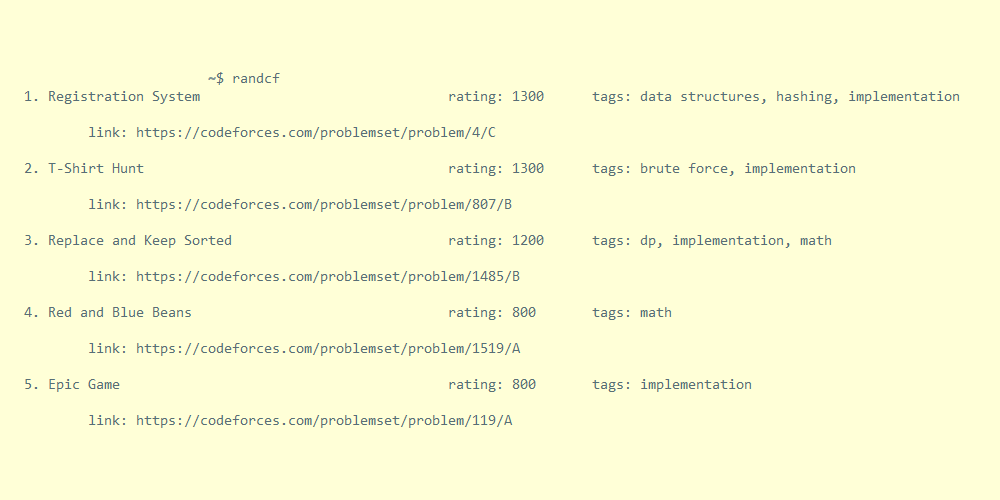 ~$ randcf
1. Registration System rating: 1300 tags: data structures, hashing, implementation
link: https://codeforces.com/problemset/problem/4/C
2. T-Shirt Hunt rating: 1300 tags: brute force, implementation
link: https://codeforces.com/problemset/problem/807/B
3. Replace and Keep Sorted rating: 1200 tags: dp, implementation, math
link: https://codeforces.com/problemset/problem/1485/B
4. Red and Blue Beans rating: 800 tags: math
link: https://codeforces.com/problemset/problem/1519/A
5. Epic Game rating: 800 tags: implementation
link: https://codeforces.com/problemset/problem/119/A